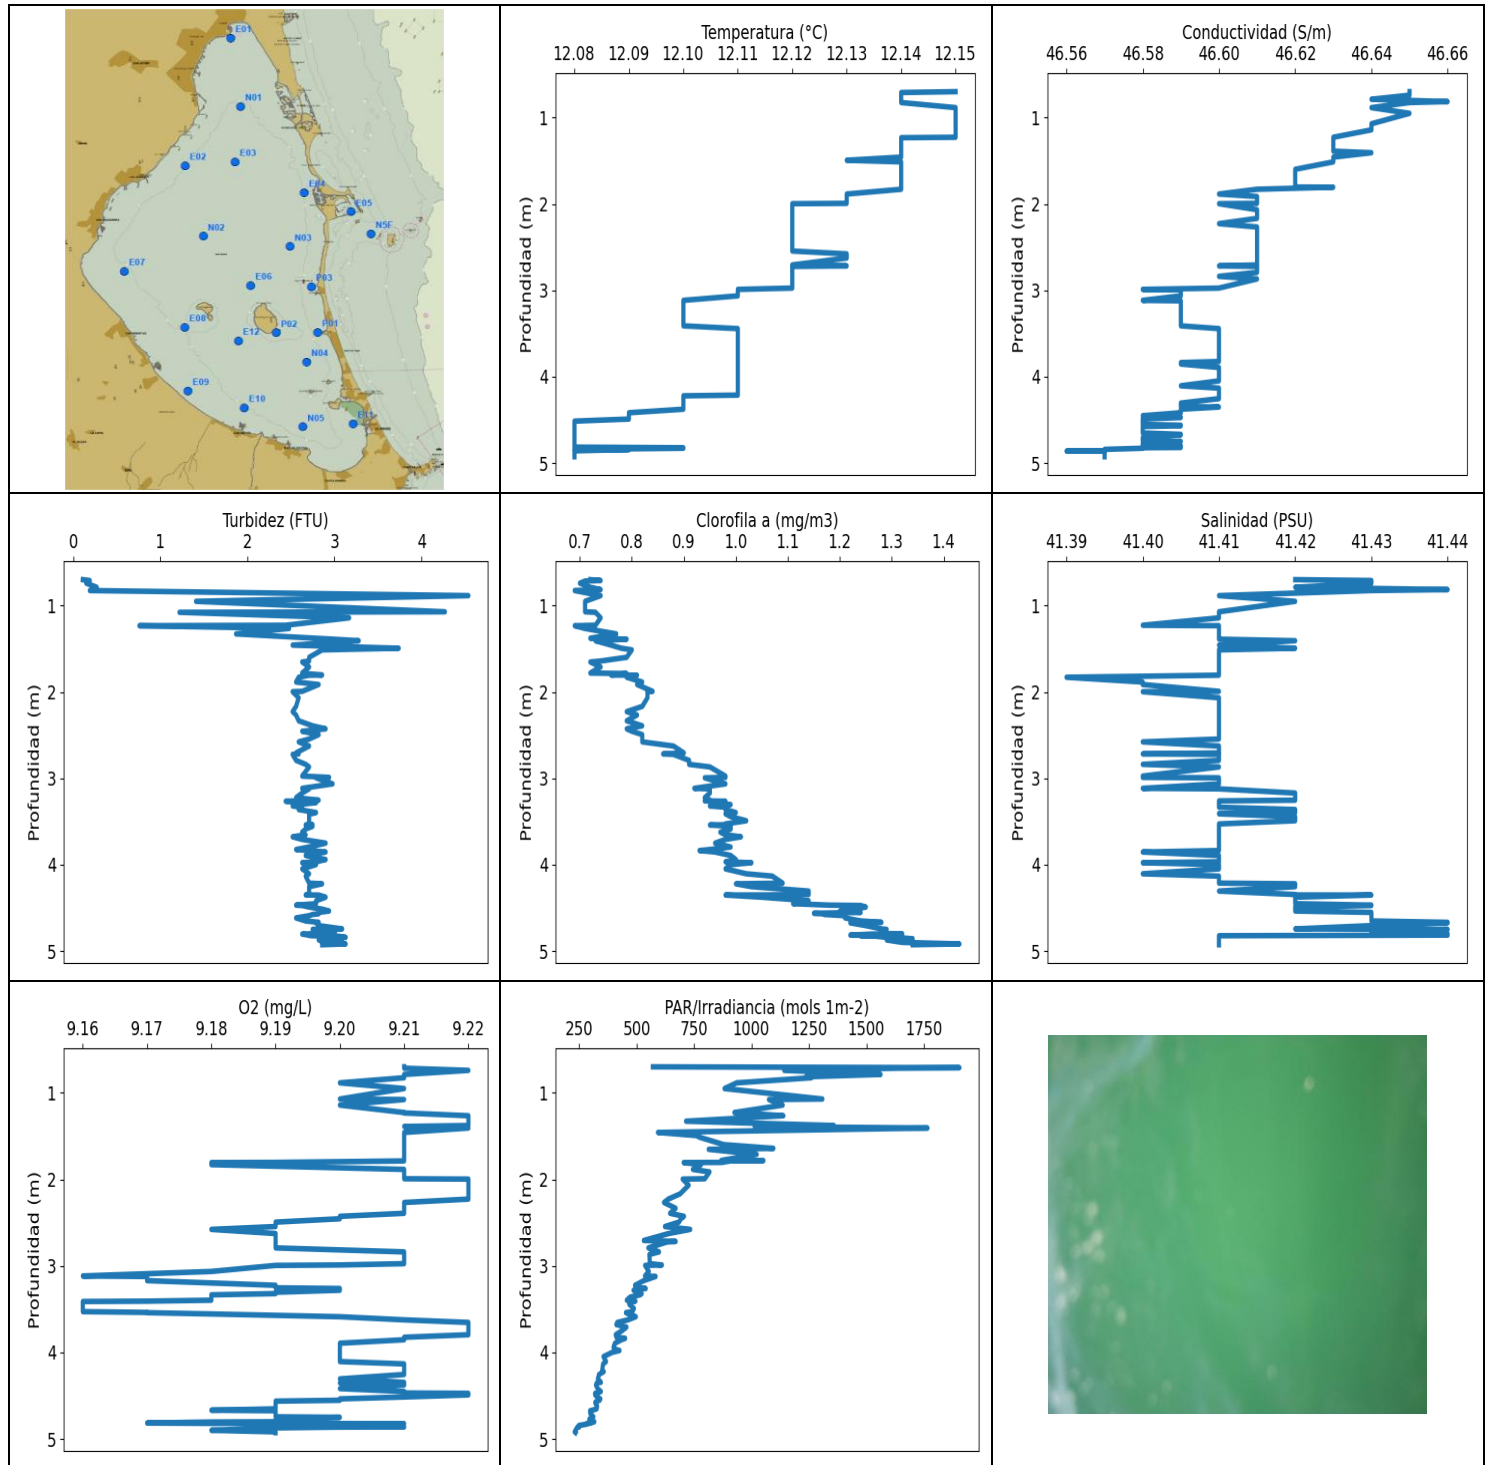 E01
N01
E02
E03
E04
E05
N5E
N02
N03
E07
E06
P03
E08
E12
P02
P01
N04
E09
E10
N05
E11
Temperatura (°C)
12.08 12.09 12.10 12.11 12.12 12.13 12.14 12.15
Profundidad (m)
1
2
3
4
5
Conductividad (S/m)
46.56 46.58 46.60 46.62 46.64 46.66
Profundidad (m)
1
2
3
4
5
Turbidez (FTU)
0 1 2 3 4
Profundidad (m)
1
2
3
4
5
Clorofila a (mg/m3)
0.7 0.8 0.9 1.0 1.1 1.2 1.3 1.4
Profundidad (m)
1
2
3
4
5
Salinidad (PSU)
41.39 41.40 41.41 41.42 41.43 41.44
Profundidad (m)
1
2
3
4
5
O2 (mg/L)
9.16 9.17 9.18 9.19 9.20 9.21 9.22
Profundidad (m)
1
2
3
4
5
PAR/Irradiancia (mols 1m-2)
250 500 750 1000 1250 1500 1750
Profundidad (m)
1
2
3
4
5